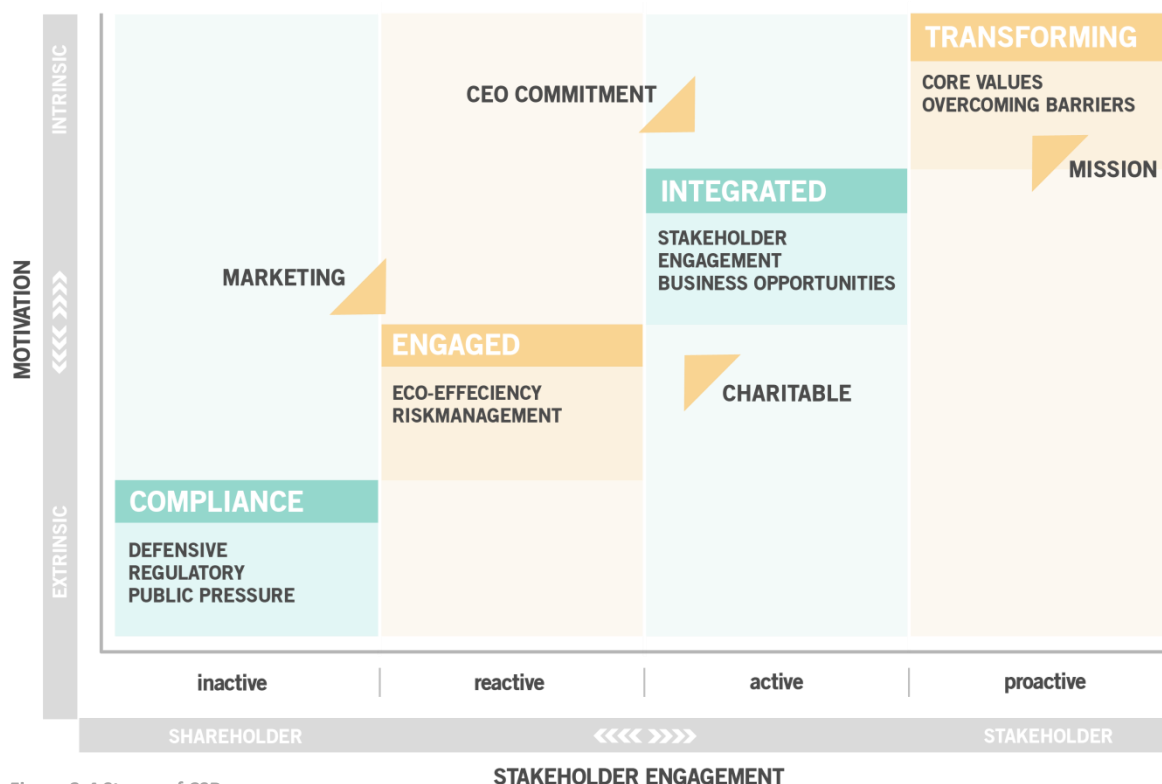 TRANSFORMING
CORE VALUES
OVERCOMING BARRIERS
CEO COMMITMENT
MISSION
INTEGRATED
STAKEHOLDER
ENGAGEMENT
BUSINESS OPPORTUNITIES
MARKETING
ENGAGED
ECO-EFFECIENCY
RISKMANAGEMENT
CHARITABLE
COMPLIANCE
DEFENSIVE
REGULATORY
PUBLIC PRESSURE
INTRINSIC
MOTIVATION
EXTRINSIC
inactive
reactive
active
proactive
SHAREHOLDER
STAKEHOLDER
STAKEHOLDER ENGAGEMENT